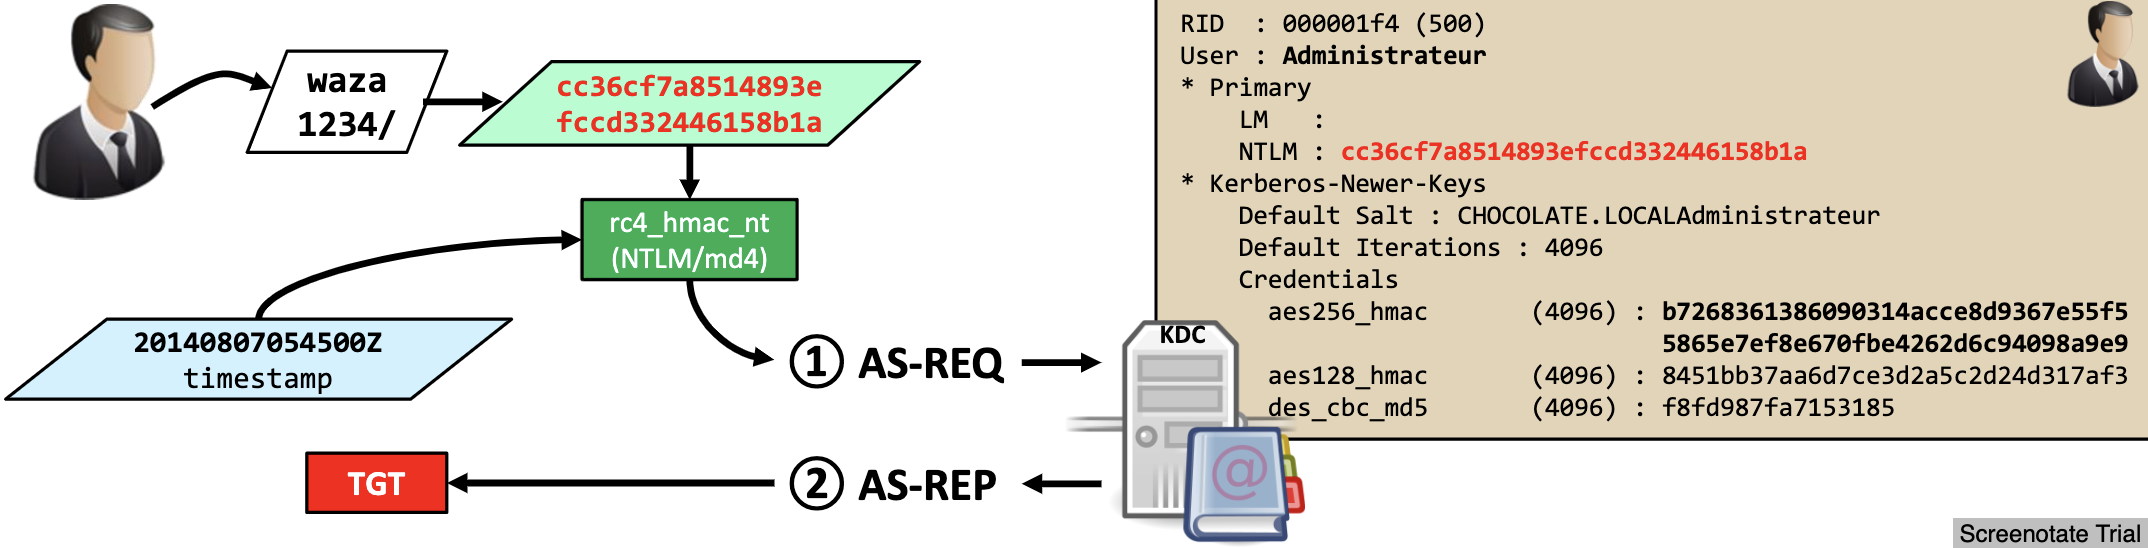 waza
1234/
cc36cf7a8514893e
fccd332446158b1a
rc4_hmac_nt
(NTLM/md4)
20140807054500Z
timestamp
① AS-REQ
TGT
② AS-REP
KDC
RID : 000001f4 (500)
User : Administrateur
* Primary
LM :
NTLM : cc36cf7a8514893efccd332446158b1a
* Kerberos-Newer-Keys
Default Salt : CHOCOLATE.LOCALAdministrateur
Default Iterations : 4096
Credentials
aes256_hmac (4096) : b7268361386090314acce8d9367e55f5
5865e7ef8e670fbe4262d6c94098a9e9
aes128_hmac (4096) : 8451bb37aa6d7ce3d2a5c2d24d317af3
des_cbc_md5 (4096) : f8fd987fa7153185
@
Screenotate Trial